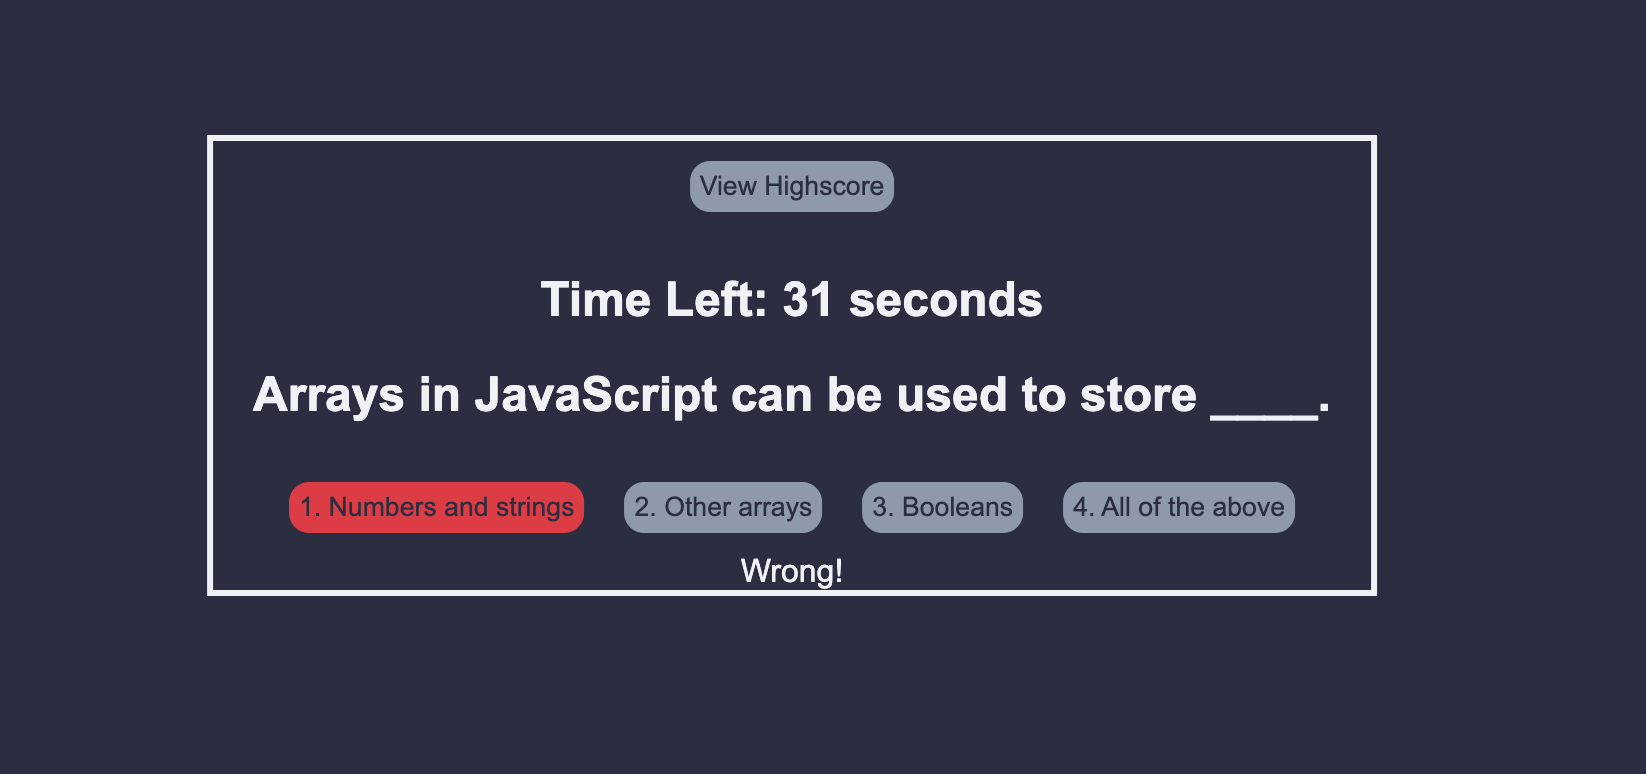 View Highscore
Time Left: 31 seconds
Arrays in JavaScript can be used to store ____.
1. Numbers and strings 2. Other arrays 3. Booleans 4. All of the above
Wrong!